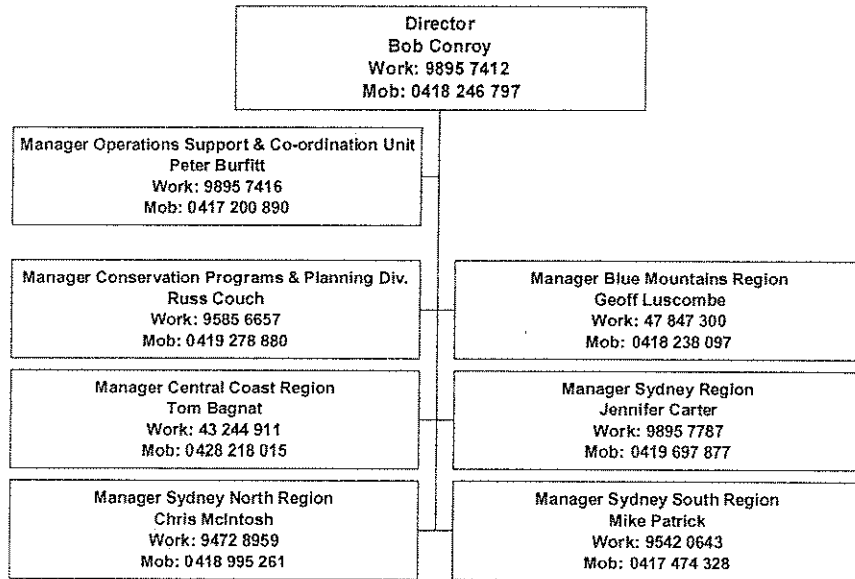 Director
Bob Conroy
Work: 9895 7412
Mob: 0418 246 797
Manager Operations Support & Co-ordination Unit
Peter Burfitt
Work: 9895 7416
Mob: 0417 200 890
Manager Conservation Programs & Planning Div.
Russ Couch
Work: 9585 6657
Mob: 0419 278 880
Manager Blue Mountains Region
Geoff Luscombe
Work: 47 847 300
Mob: 0418 238 097
Manager Central Coast Region
Tom Bagnat
Work: 43 244 911
Mob: 0428 218 015
Manager Sydney Region
Jennifer Carter
Work: 9895 7787
Mob: 0419 697 877
Manager Sydney North Region
Chris McIntosh
Work: 9472 8959
Mob: 0418 995 261
Manager Sydney South Region
Mike Patrick
Work: 9542 0643
Mob: 0417 474 328